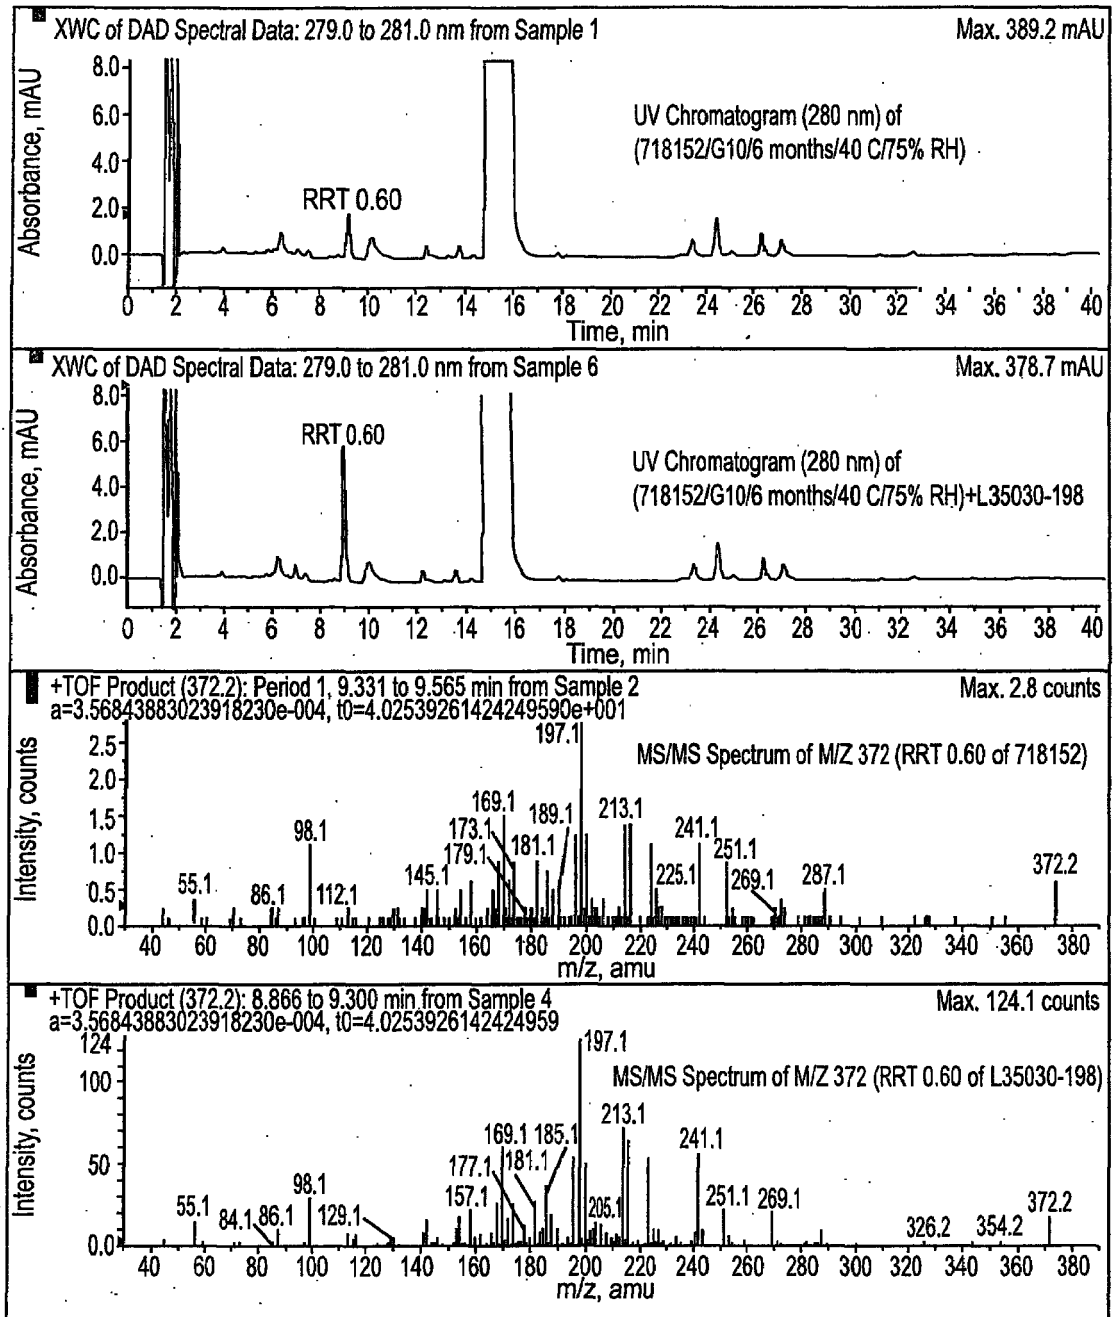 XWC of DAD Spectral Data: 279.0 to 281.0 nm from Sample 1
Max. 389.2 mAU
Absorbance, mAU
8.0
6.0
4.0
2.0
0.0
RRT 0.60
UV Chromatogram (280 nm) of
(718152/G10/6 months/40 C/75% RH)
0 2 4 6 8 10 12 14 16 18 20 22 24 26 28 30 32 34 36 38 40
Time, min
XWC of DAD Spectral Data: 279.0 to 281.0 nm from Sample 6
Max. 378.7 mAU
Absorbance, mAU
8.0
6.0
4.0
2.0
0.0
RRT 0.60
UV Chromatogram (280 nm) of
(718152/G10/6 months/40 C/75% RH)+L35030-198
0 2 4 6 8 10 12 14 16 18 20 22 24 26 28 30 32 34 36 38 40
Time, min
+TOF Product (372.2): Period 1, 9.331 to 9.565 min from Sample 2
Max. 2.8 counts
a=3.56843883023918230e-004, t0=4.02539261424249590e+001
Intensity, counts
2.5
2.0
1.5
1.0
0.5
0.0
MS/MS Spectrum of M/Z 372 (RRT 0.60 of 718152)
55.1 86.1 98.1 112.1 145.1 179.1 173.1 169.1 181.1 189.1 197.1 213.1 225.1 241.1 251.1 269.1 287.1 372.2
40 60 80 100 120 140 160 180 200 220 240 260 280 300 320 340 360 380
m/z, amu
+TOF Product (372.2): 8.866 to 9.300 min from Sample 4
Max. 124.1 counts
a=3.56843883023918230e-004, t0=4.02539261424249​59
Intensity, counts
124
100
50
0.0
MS/MS Spectrum of M/Z 372 (RRT 0.60 of L35030-198)
55.1 84.1 86.1 98.1 129.1 157.1 177.1 169.1 181.1 185.1 197.1 205.1 213.1 241.1 251.1 269.1 326.2 354.2 372.2
40 60 80 100 120 140 160 180 200 220 240 260 280 300 320 340 360 380
m/z, amu